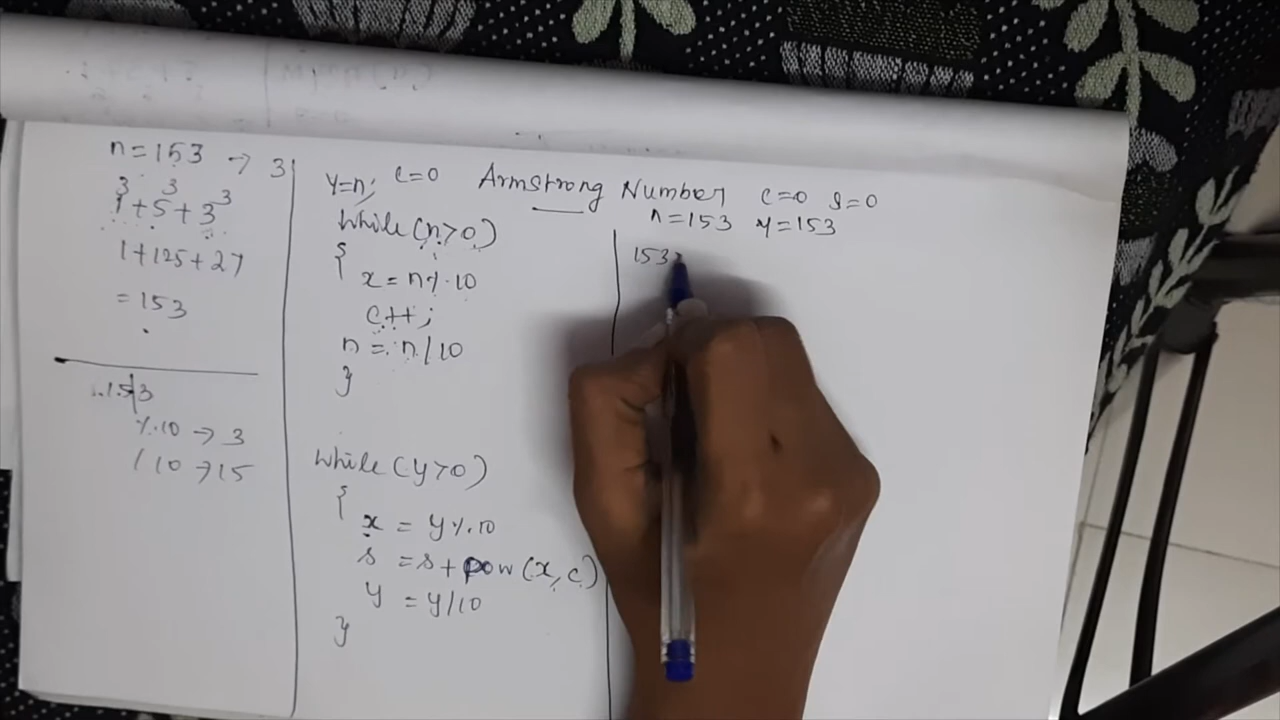 n=153 → 3
1³+5³+3³
1+125+27
=153
153
%10 → 3
/10 → 15
Armstrong Number
y=n; c=0
while(n>0)
{
x=n%10
c++;
n=n/10
}
while(y>0)
{
x=y%10
s=s+pow(x,c)
y=y/10
}
c=0 s=0
n=153 y=153
153